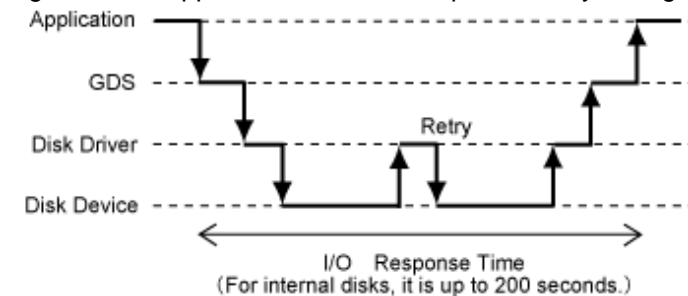 Application
GDS
Retry
Disk Driver
Disk Device
I/O Response Time
(For internal disks, it is up to 200 seconds.)